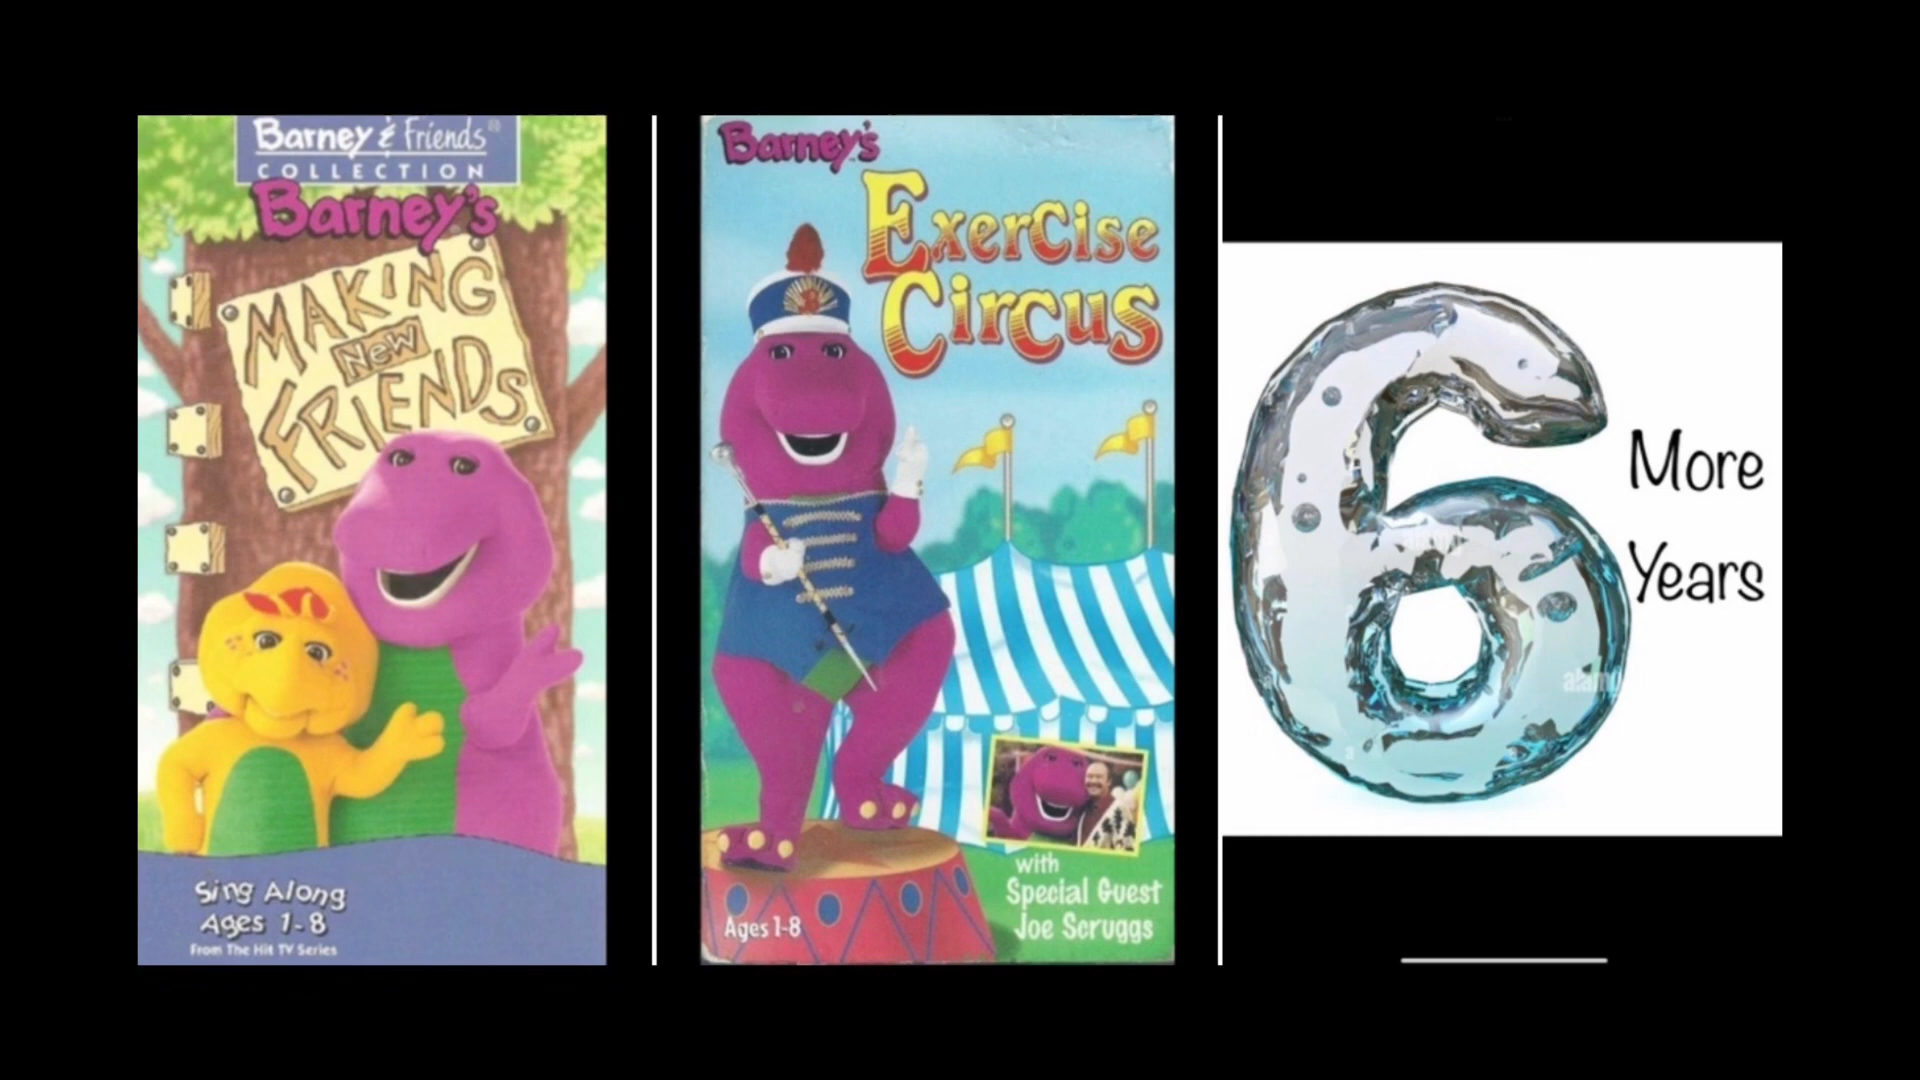 Barney & Friends
COLLECTION
Barney's
MAKING
New
FRIENDS
Sing Along
Ages 1-8
From The Hit TV Series
Barney's
Exercise
Circus
with
Special Guest
Joe Scruggs
Ages 1-8
6
More
Years
alamy